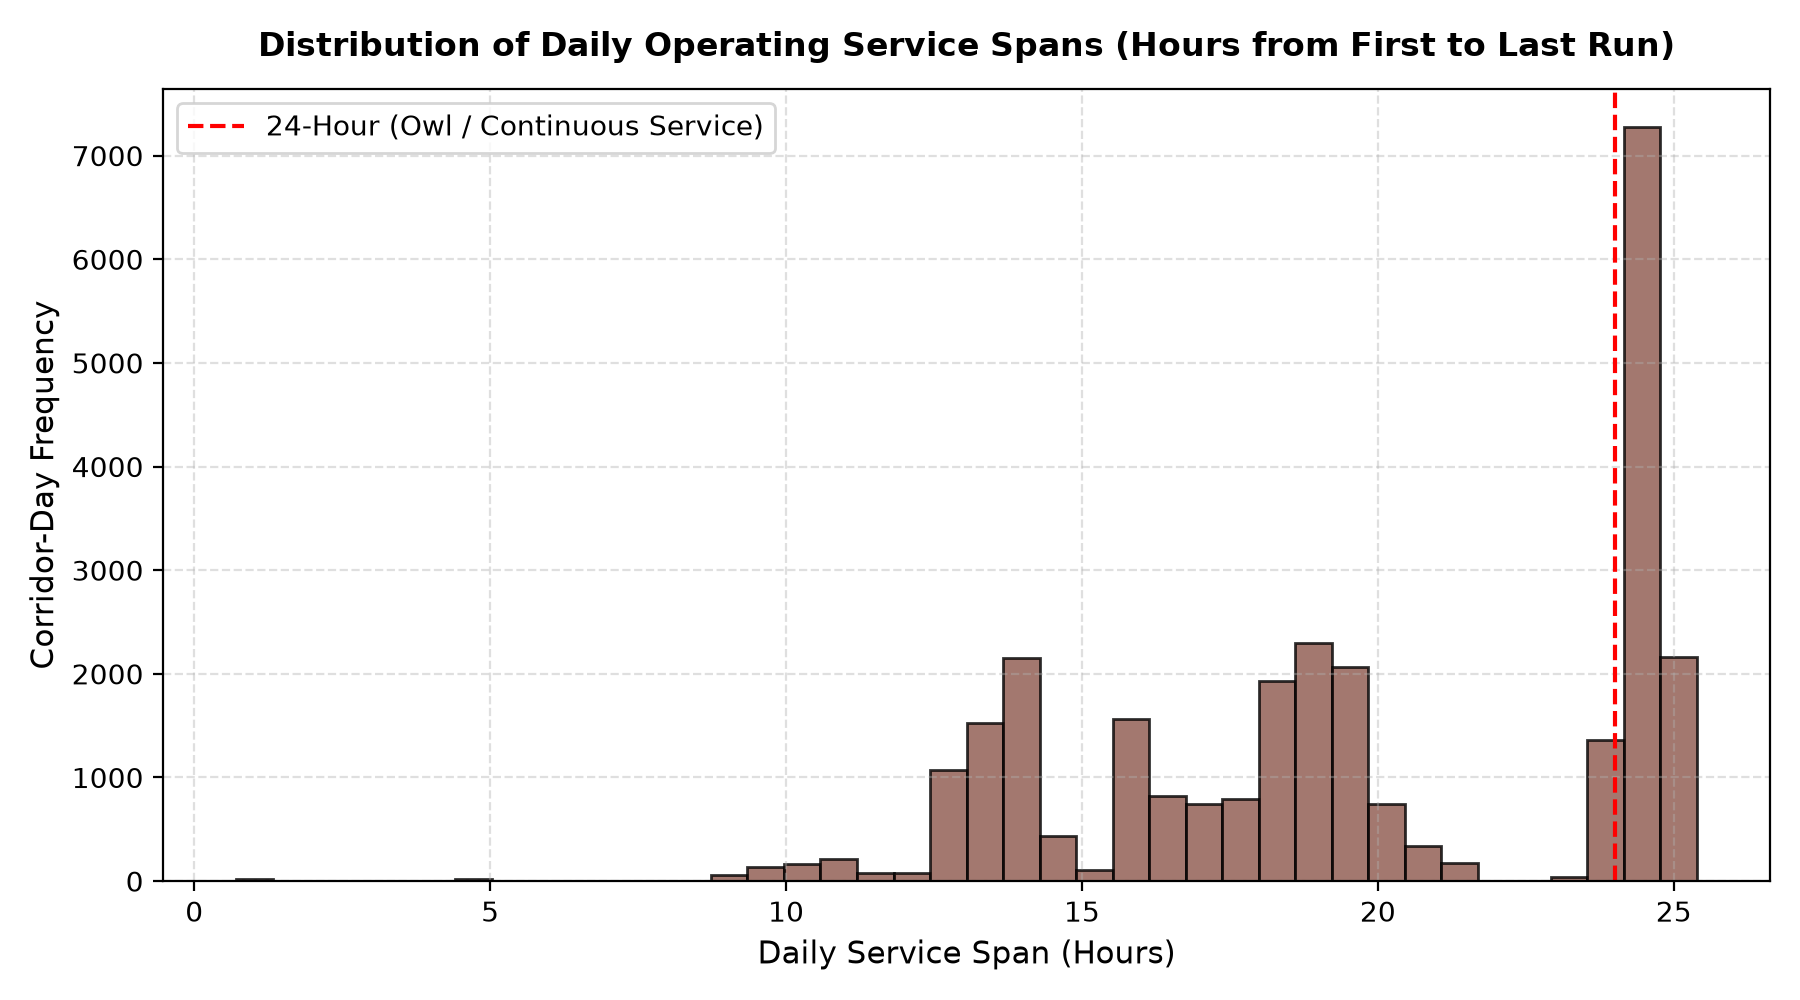 Distribution of Daily Operating Service Spans (Hours from First to Last Run)
24-Hour (Owl / Continuous Service)
Corridor-Day Frequency
7000
6000
5000
4000
3000
2000
1000
0
0 5 10 15 20 25
Daily Service Span (Hours)